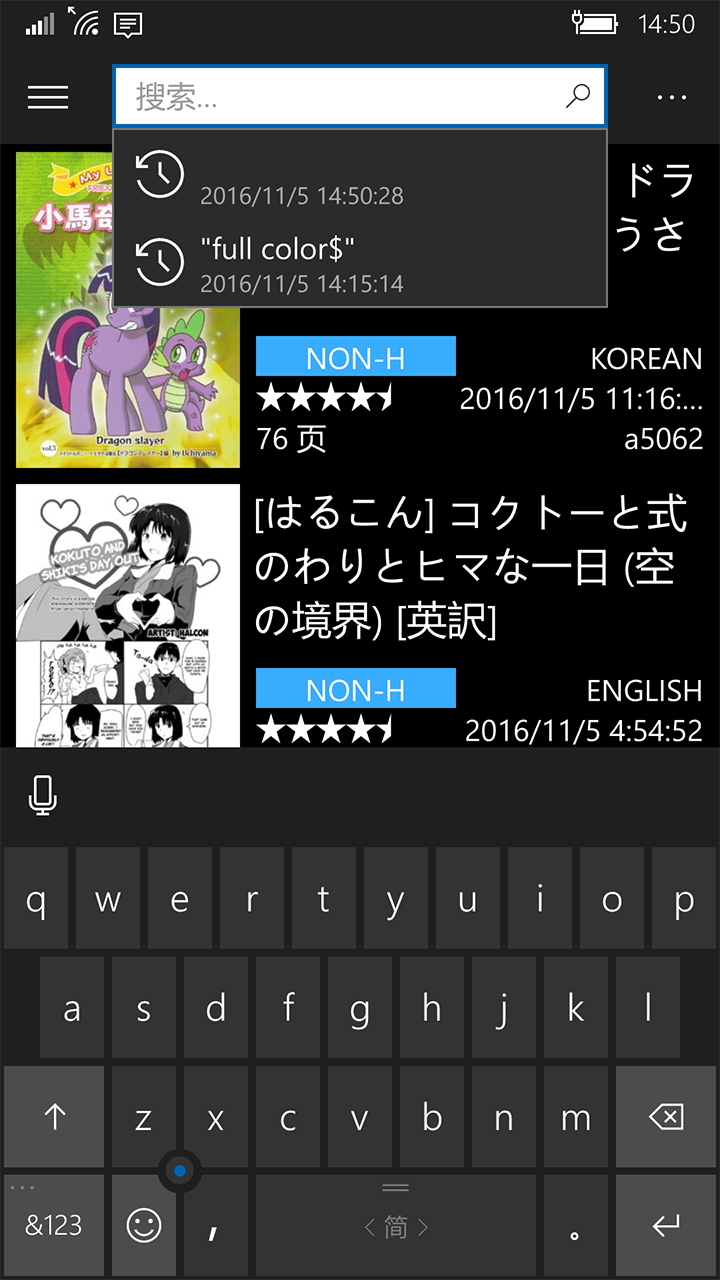 14:50
搜索...
2016/11/5 14:50:28
"full color$"
2016/11/5 14:15:14
ドラ
うさ
My L
小馬奇
Dragon slayer
vol.3
by Uchiyama
NON-H
KOREAN
2016/11/5 11:16:...
76 页
a5062
KOKUTO AND
SHIKI'S DAY OUT
ARTIST: HALCON
[はるこん] コクトーと式
のわりとヒマな一日 (空
の境界) [英訳]
NON-H
ENGLISH
2016/11/5 4:54:52
q w e r t y u i o p
a s d f g h j k l
z x c v b n m
&123 , 简 。